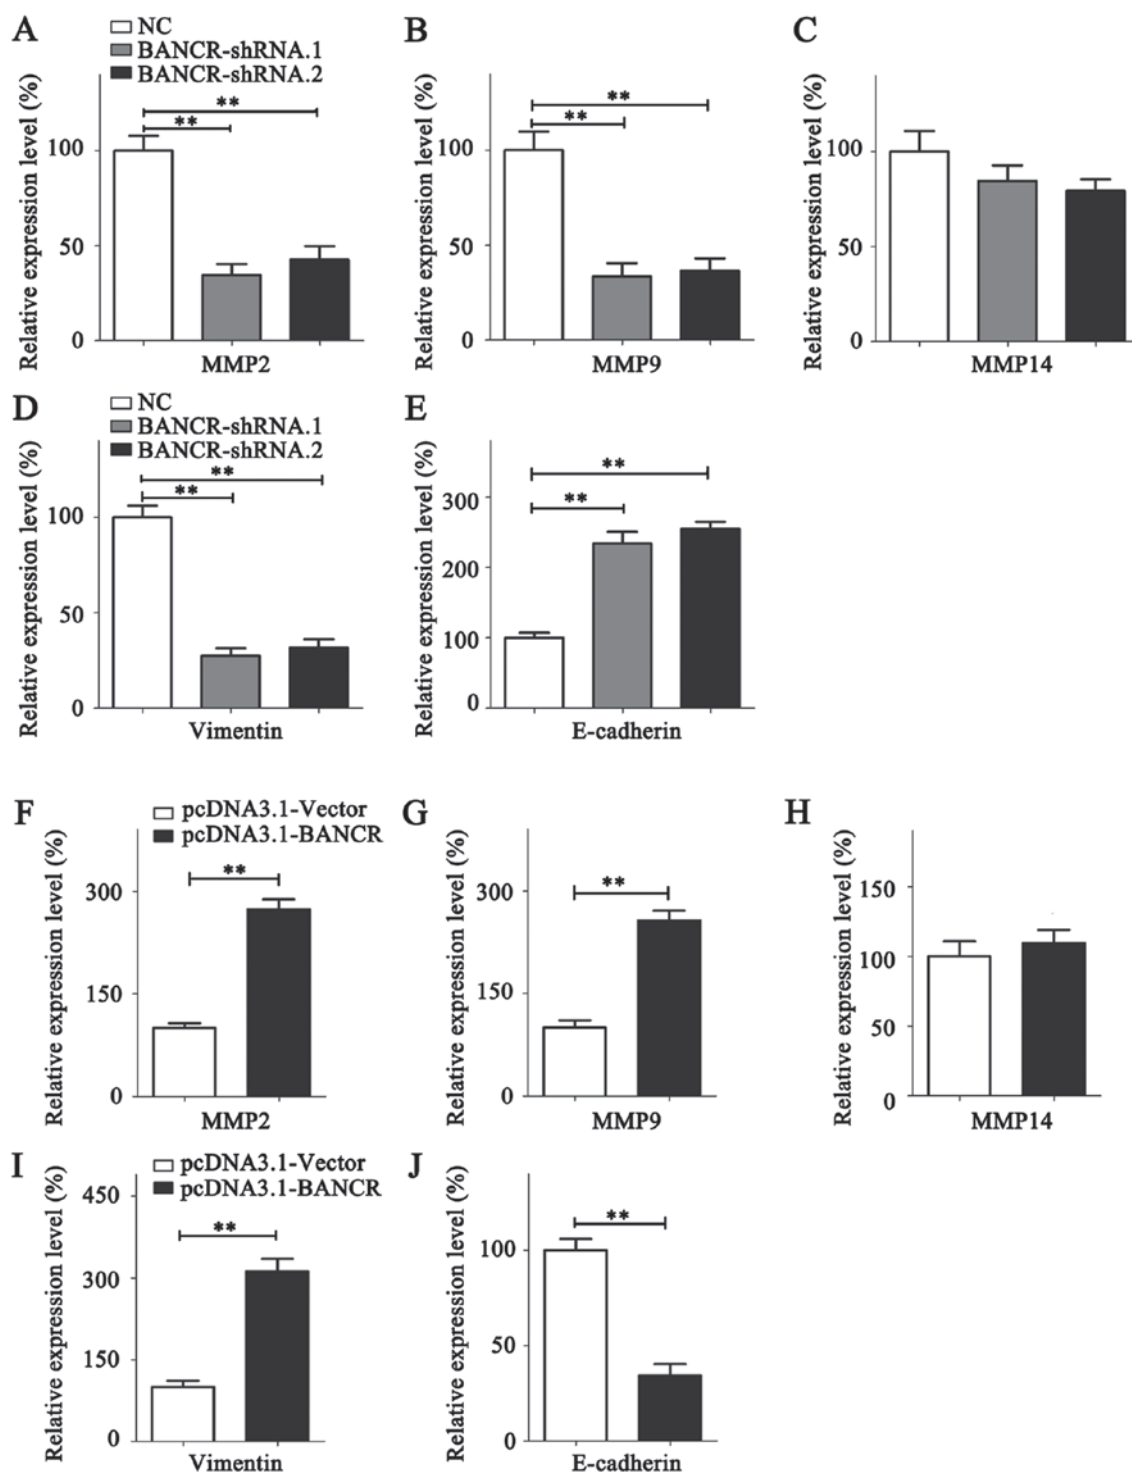 A
NC
BANCR-shRNA.1
BANCR-shRNA.2
Relative expression level (%)
100
50
0
**
**
MMP2
B
Relative expression level (%)
100
50
0
**
**
MMP9
C
Relative expression level (%)
100
50
0
MMP14
D
NC
BANCR-shRNA.1
BANCR-shRNA.2
Relative expression level (%)
100
50
0
**
**
Vimentin
E
Relative expression level (%)
300
200
100
0
**
**
E-cadherin
F
pcDNA3.1-Vector
pcDNA3.1-BANCR
Relative expression level (%)
300
150
0
**
MMP2
G
Relative expression level (%)
300
150
0
**
MMP9
H
Relative expression level (%)
150
100
50
0
MMP14
I
pcDNA3.1-Vector
pcDNA3.1-BANCR
Relative expression level (%)
450
300
150
0
**
Vimentin
J
Relative expression level (%)
100
50
0
**
E-cadherin